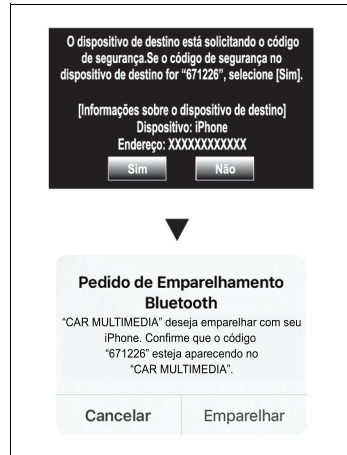 O dispositivo de destino está solicitando o código
de segurança.Se o código de segurança no
dispositivo de destino for “671226”, selecione [Sim].
[Informações sobre o dispositivo de destino]
Dispositivo: iPhone
Endereço: XXXXXXXXXXXX
Sim Não
Pedido de Emparelhamento
Bluetooth
“CAR MULTIMEDIA” deseja emparelhar com seu
iPhone. Confirme que o código
“671226” esteja aparecendo no
“CAR MULTIMEDIA”.
Cancelar Emparelhar